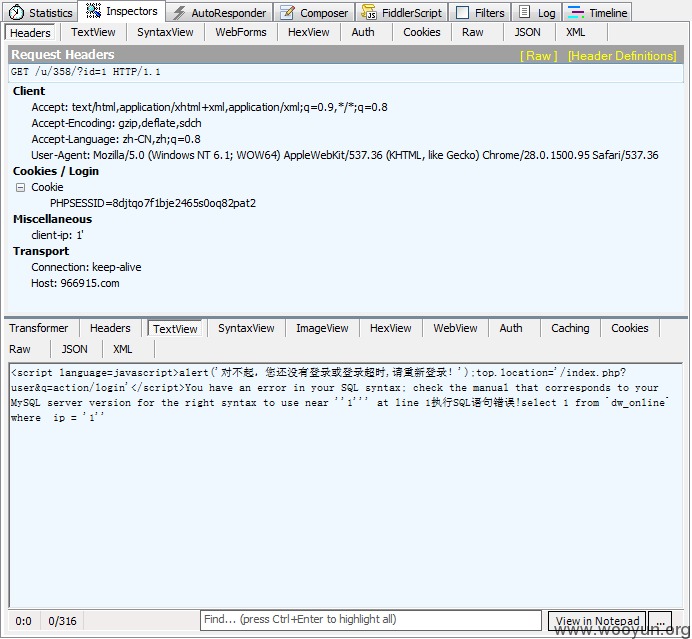 Statistics Inspectors AutoResponder Composer FiddlerScript Filters Log Timeline
Headers TextView SyntaxView WebForms HexView Auth Cookies Raw JSON XML
Request Headers [ Raw ] [Header Definitions]
GET /u/358/?id=1 HTTP/1.1
Client
Accept: text/html,application/xhtml+xml,application/xml;q=0.9,*/*;q=0.8
Accept-Encoding: gzip,deflate,sdch
Accept-Language: zh-CN,zh;q=0.8
User-Agent: Mozilla/5.0 (Windows NT 6.1; WOW64) AppleWebKit/537.36 (KHTML, like Gecko) Chrome/28.0.1500.95 Safari/537.36
Cookies / Login
Cookie
PHPSESSID=8djtqo7f1bje2465s0oq82pat2
Miscellaneous
client-ip: 1'
Transport
Connection: keep-alive
Host: 966915.com
Transformer Headers TextView SyntaxView ImageView HexView WebView Auth Caching Cookies
Raw JSON XML
<script language=javascript>alert('对不起，您还没有登录或登录超时,请重新登录！');top.location='/index.php?
user&q=action/login'</script>You have an error in your SQL syntax; check the manual that corresponds to your
MySQL server version for the right syntax to use near ''1''' at line 1执行SQL语句错误!select 1 from `dw_online`
where  ip = '1''
0:0 0/316 Find... (press Ctrl+Enter to highlight all) View in Notepad ...
www.wooyun.org